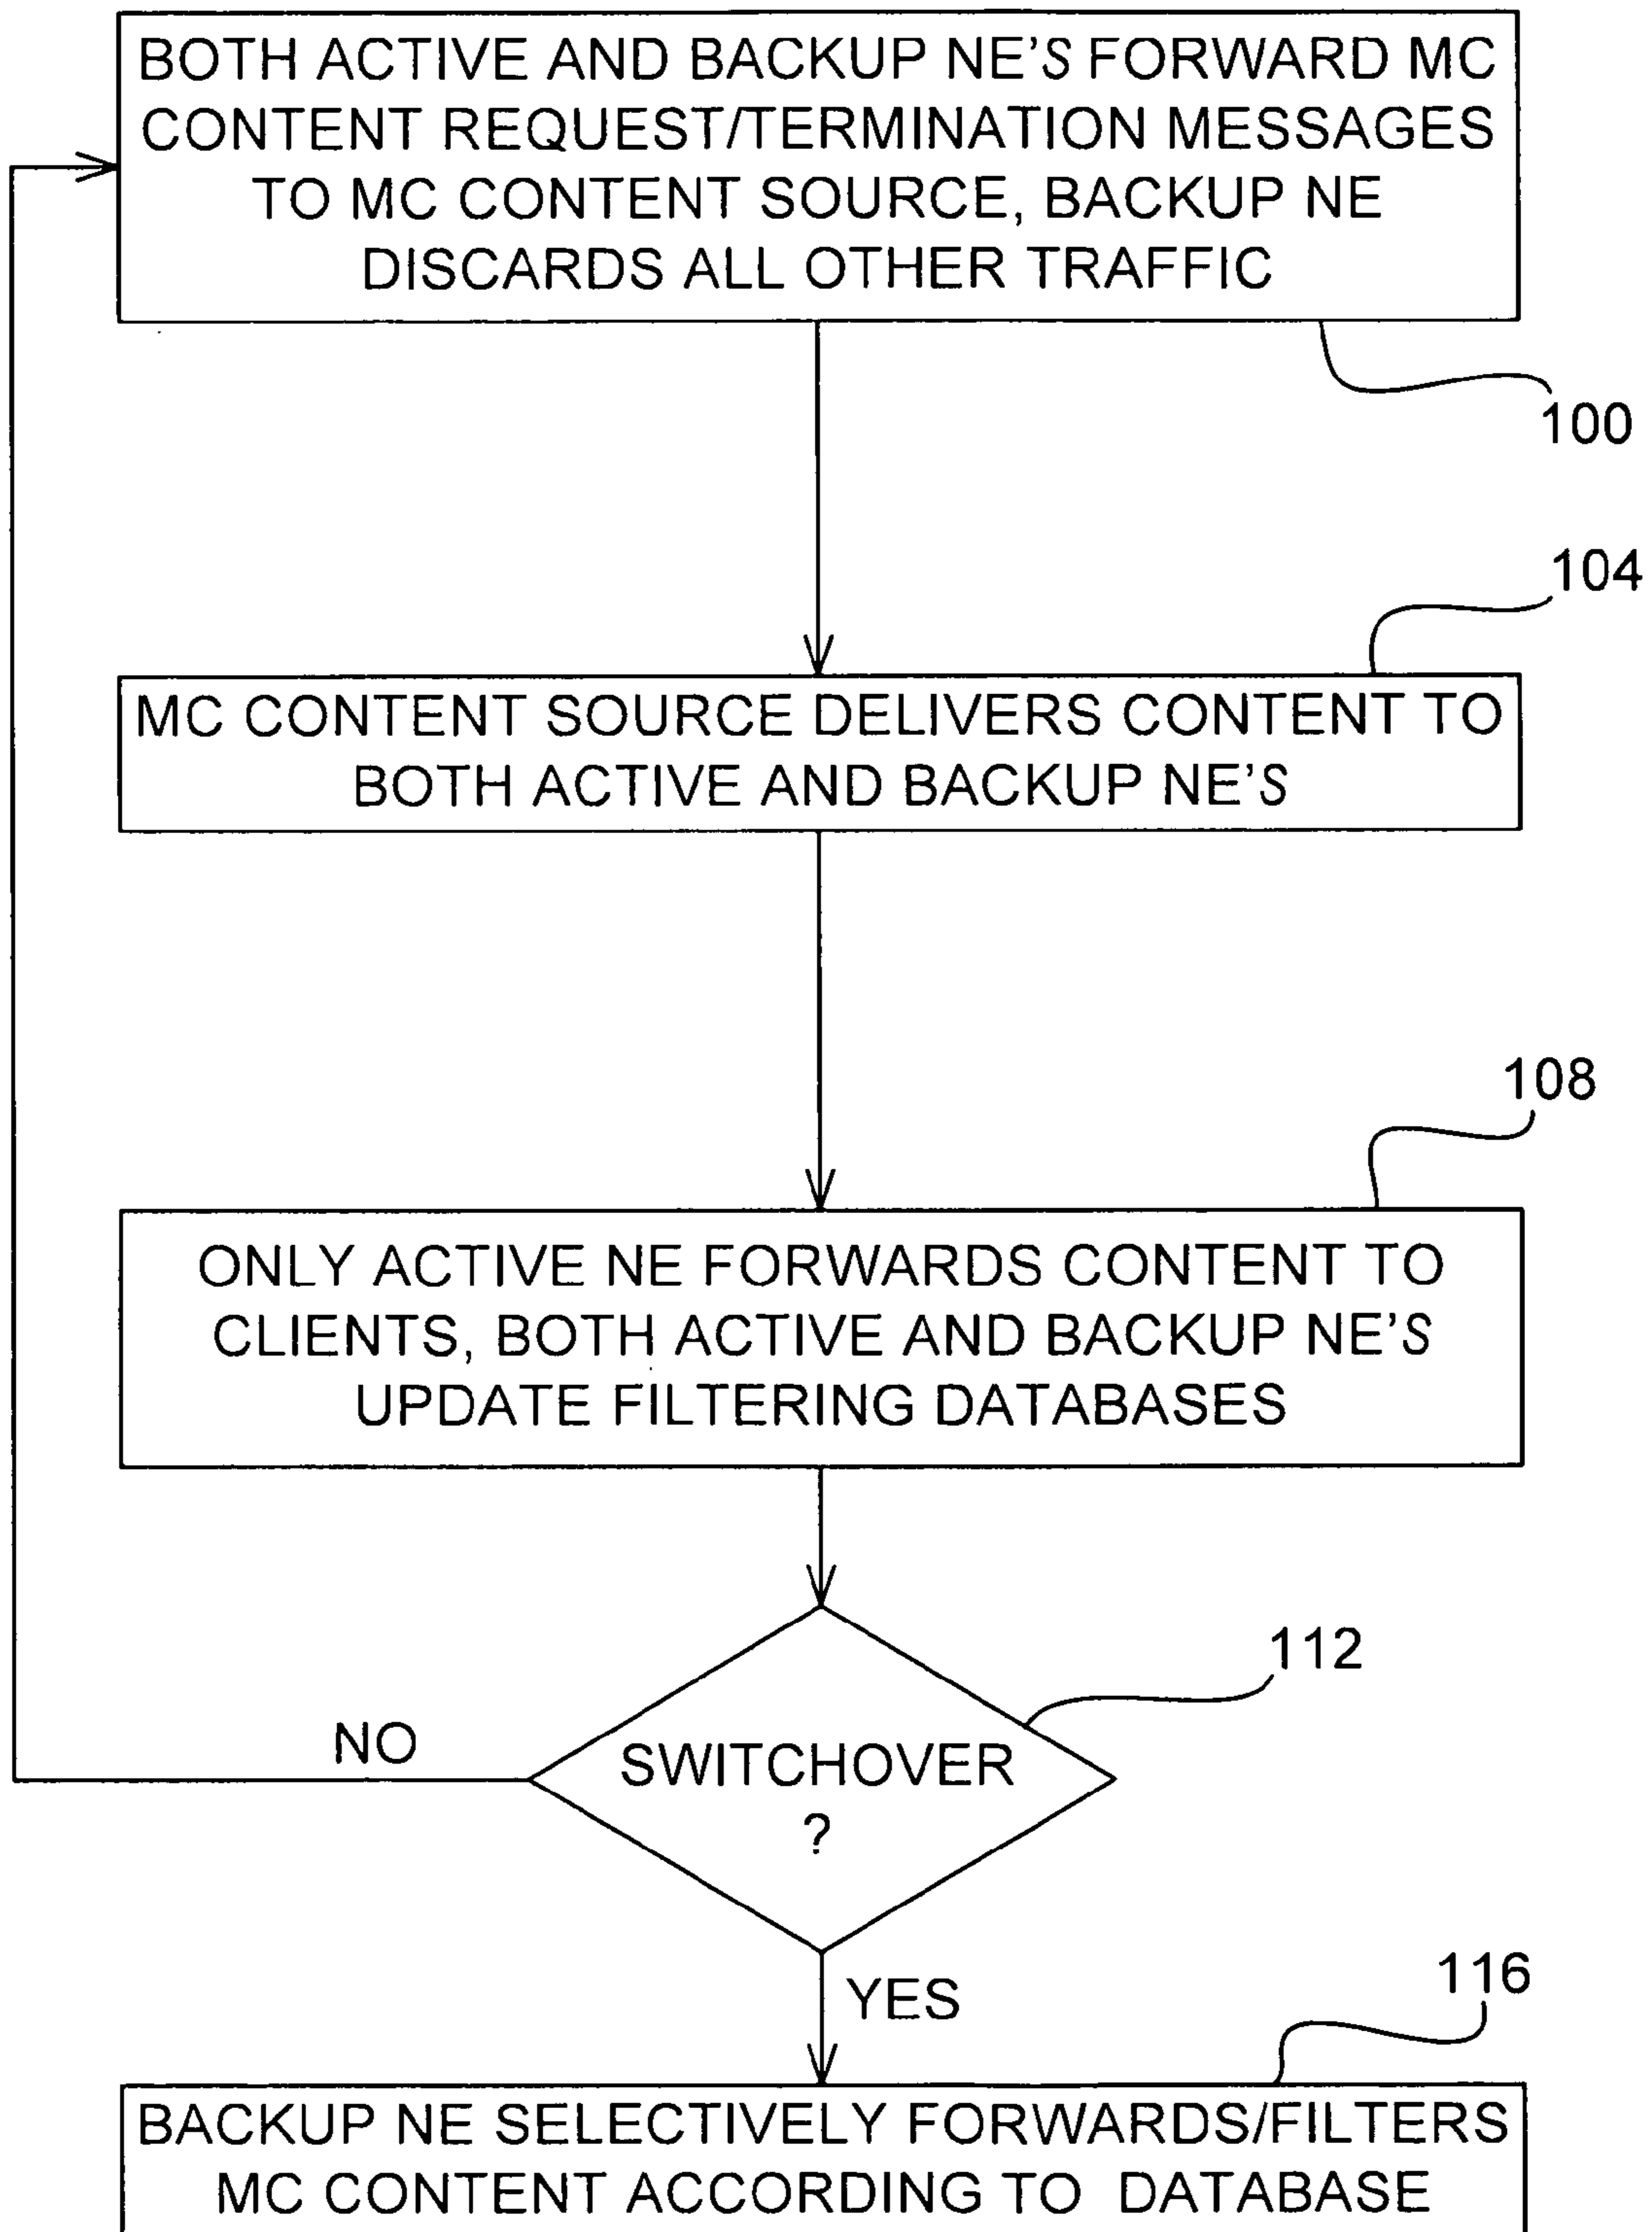 BOTH ACTIVE AND BACKUP NE'S FORWARD MC
CONTENT REQUEST/TERMINATION MESSAGES
TO MC CONTENT SOURCE, BACKUP NE
DISCARDS ALL OTHER TRAFFIC
100
104
MC CONTENT SOURCE DELIVERS CONTENT TO
BOTH ACTIVE AND BACKUP NE'S
108
ONLY ACTIVE NE FORWARDS CONTENT TO
CLIENTS, BOTH ACTIVE AND BACKUP NE'S
UPDATE FILTERING DATABASES
112
NO
SWITCHOVER
?
YES
116
BACKUP NE SELECTIVELY FORWARDS/FILTERS
MC CONTENT ACCORDING TO DATABASE